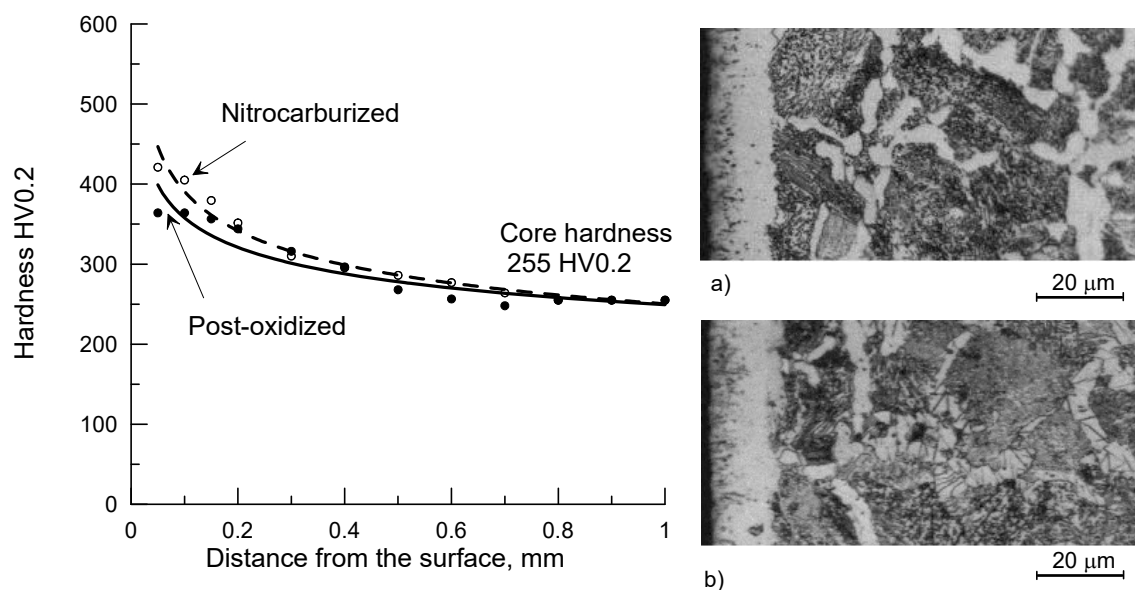 600
500
400
300
200
100
0
Hardness HV0.2
Nitrocarburized
Core hardness
255 HV0.2
Post-oxidized
0
0.2
0.4
0.6
0.8
1
Distance from the surface, mm
a)
20 μm
b)
20 μm